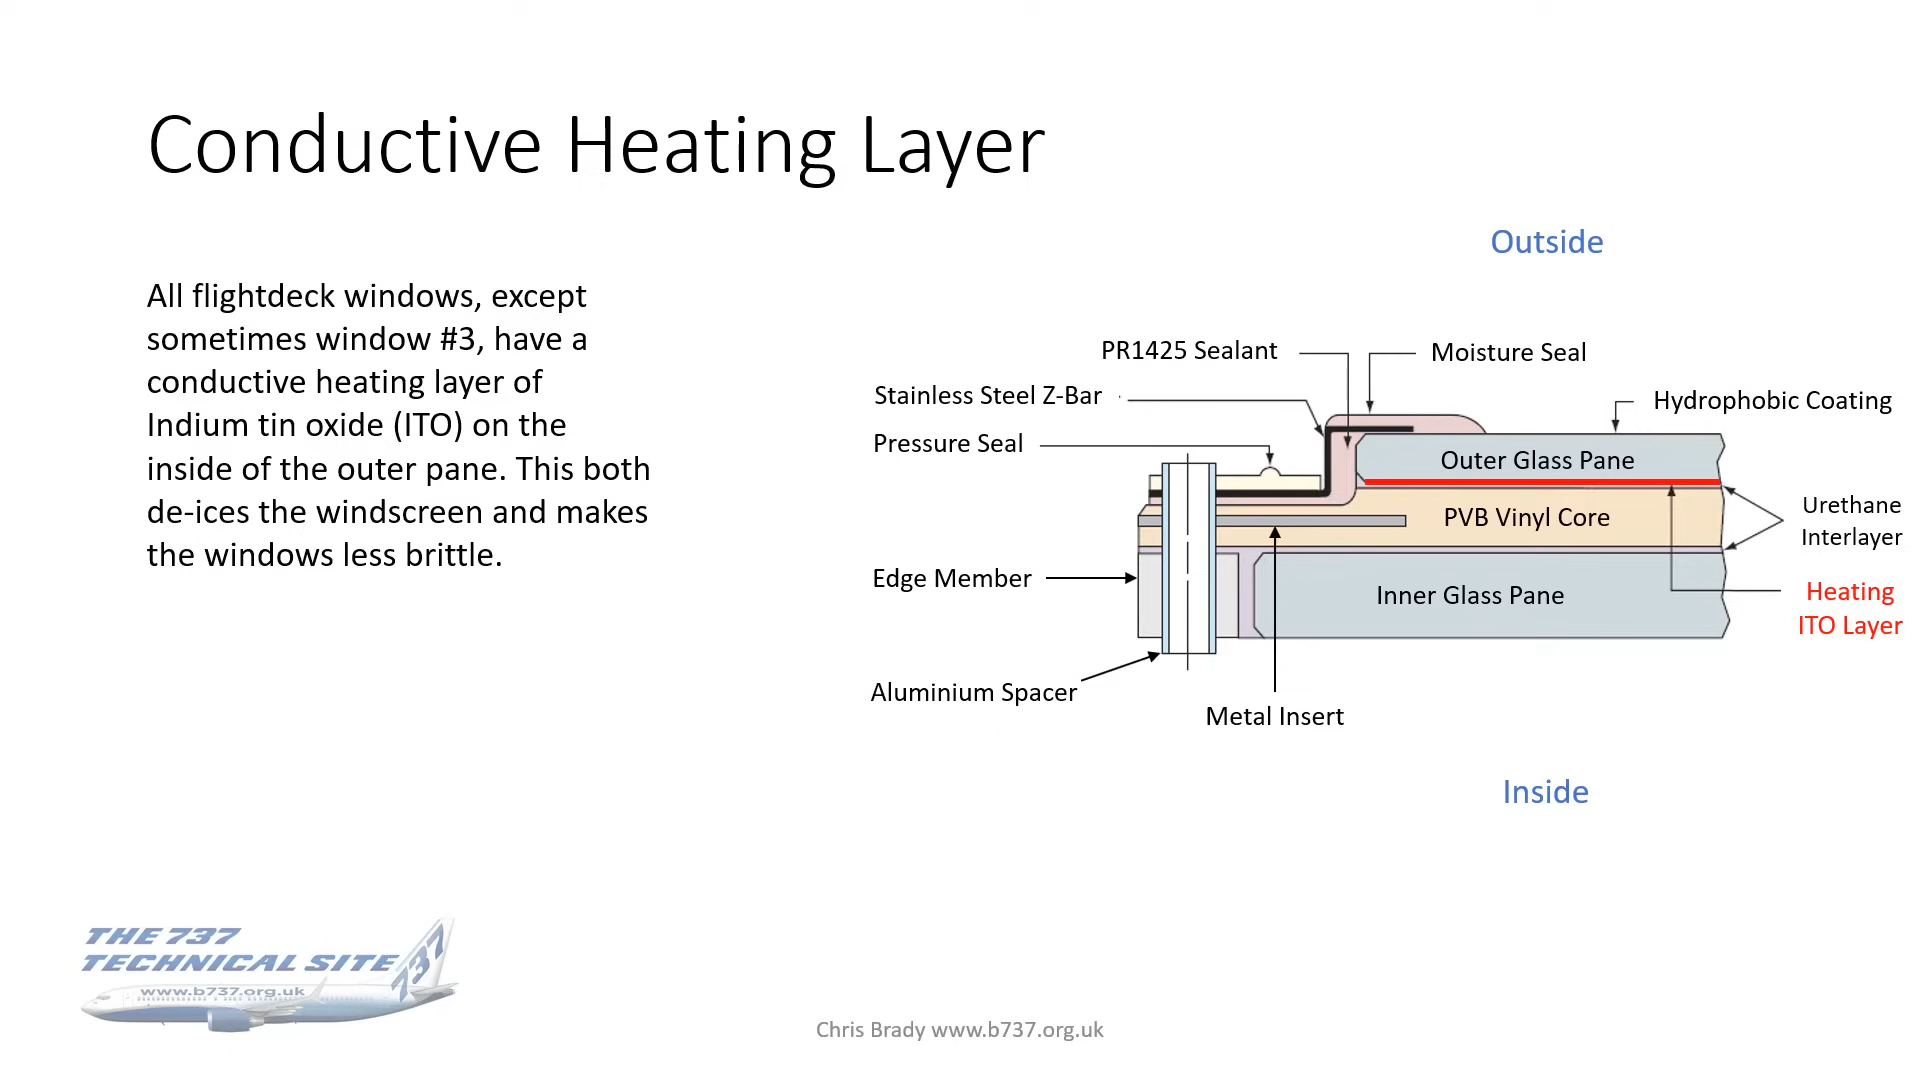 Conductive Heating Layer
All flightdeck windows, except
sometimes window #3, have a
conductive heating layer of
Indium tin oxide (ITO) on the
inside of the outer pane. This both
de-ices the windscreen and makes
the windows less brittle.
Outside
PR1425 Sealant
Moisture Seal
Stainless Steel Z-Bar
Hydrophobic Coating
Pressure Seal
Outer Glass Pane
PVB Vinyl Core
Urethane
Interlayer
Edge Member
Inner Glass Pane
Heating
ITO Layer
Aluminium Spacer
Metal Insert
Inside
THE 737
TECHNICAL SITE
737
www.b737.org.uk
Chris Brady www.b737.org.uk